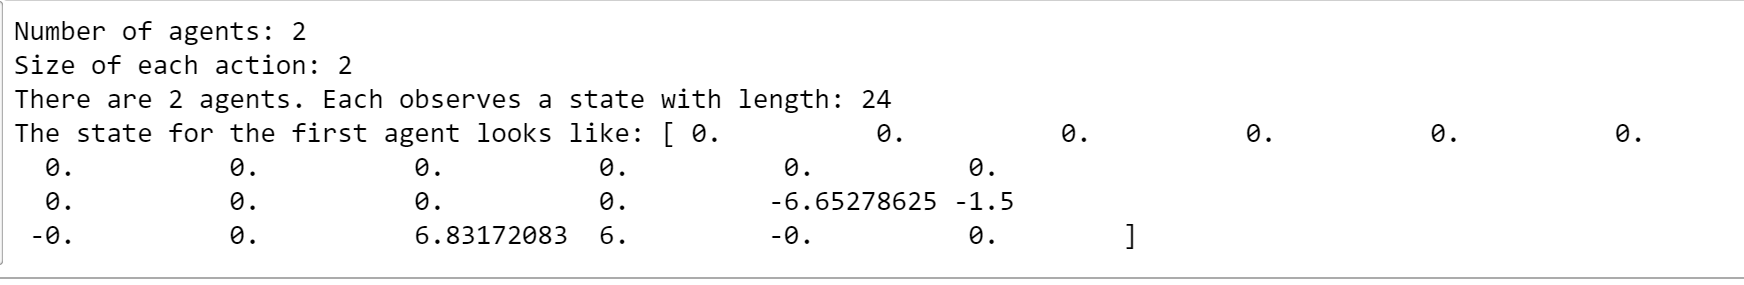 Number of agents: 2
Size of each action: 2
There are 2 agents. Each observes a state with length: 24
The state for the first agent looks like: [ 0.          0.          0.          0.          0.          0.
  0.          0.          0.          0.          0.          0.
  0.          0.          0.          0.         -6.65278625 -1.5
 -0.          0.          6.83172083  6.         -0.          0.        ]